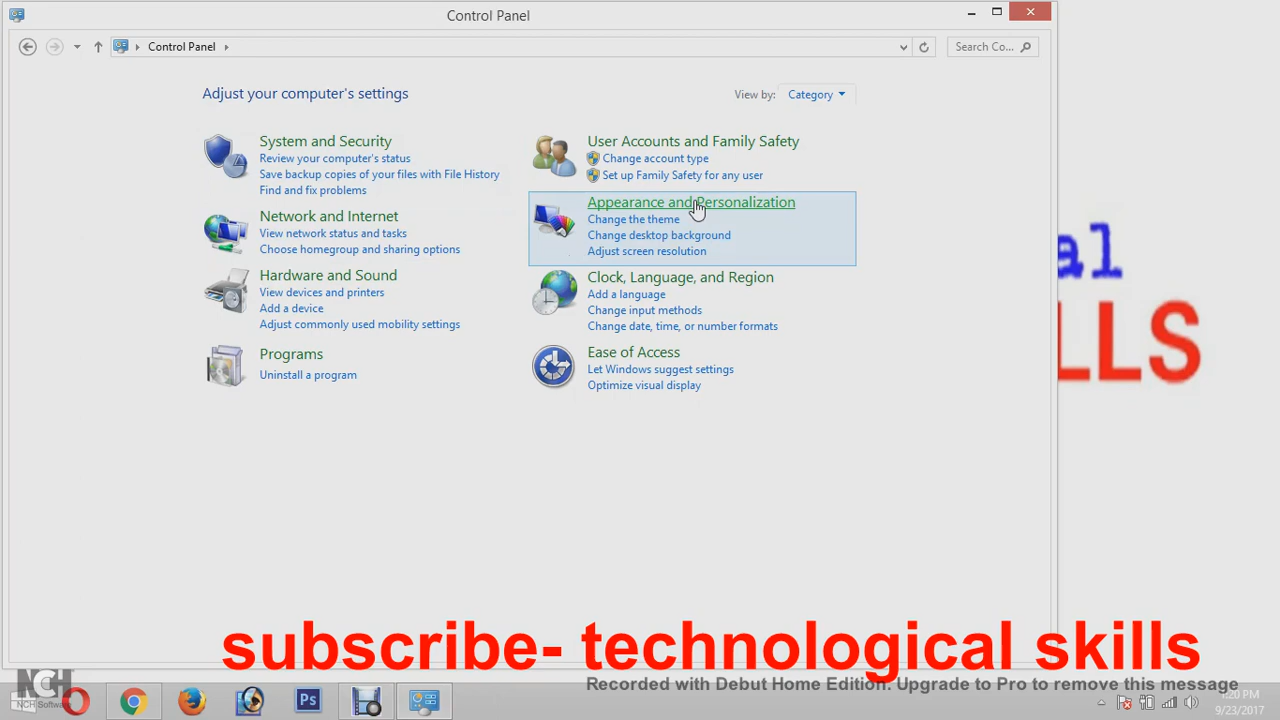 Control Panel
Control Panel
Search Co...
Adjust your computer's settings
View by: Category
System and Security
Review your computer's status
Save backup copies of your files with File History
Find and fix problems
Network and Internet
View network status and tasks
Choose homegroup and sharing options
Hardware and Sound
View devices and printers
Add a device
Adjust commonly used mobility settings
Programs
Uninstall a program
User Accounts and Family Safety
Change account type
Set up Family Safety for any user
Appearance and Personalization
Change the theme
Change desktop background
Adjust screen resolution
Clock, Language, and Region
Add a language
Change input methods
Change date, time, or number formats
Ease of Access
Let Windows suggest settings
Optimize visual display
al
LLS
subscribe- technological skills
Recorded with Debut Home Edition. Upgrade to Pro to remove this message
NCH
NCH Software
Ps
1:20 PM
9/23/2017